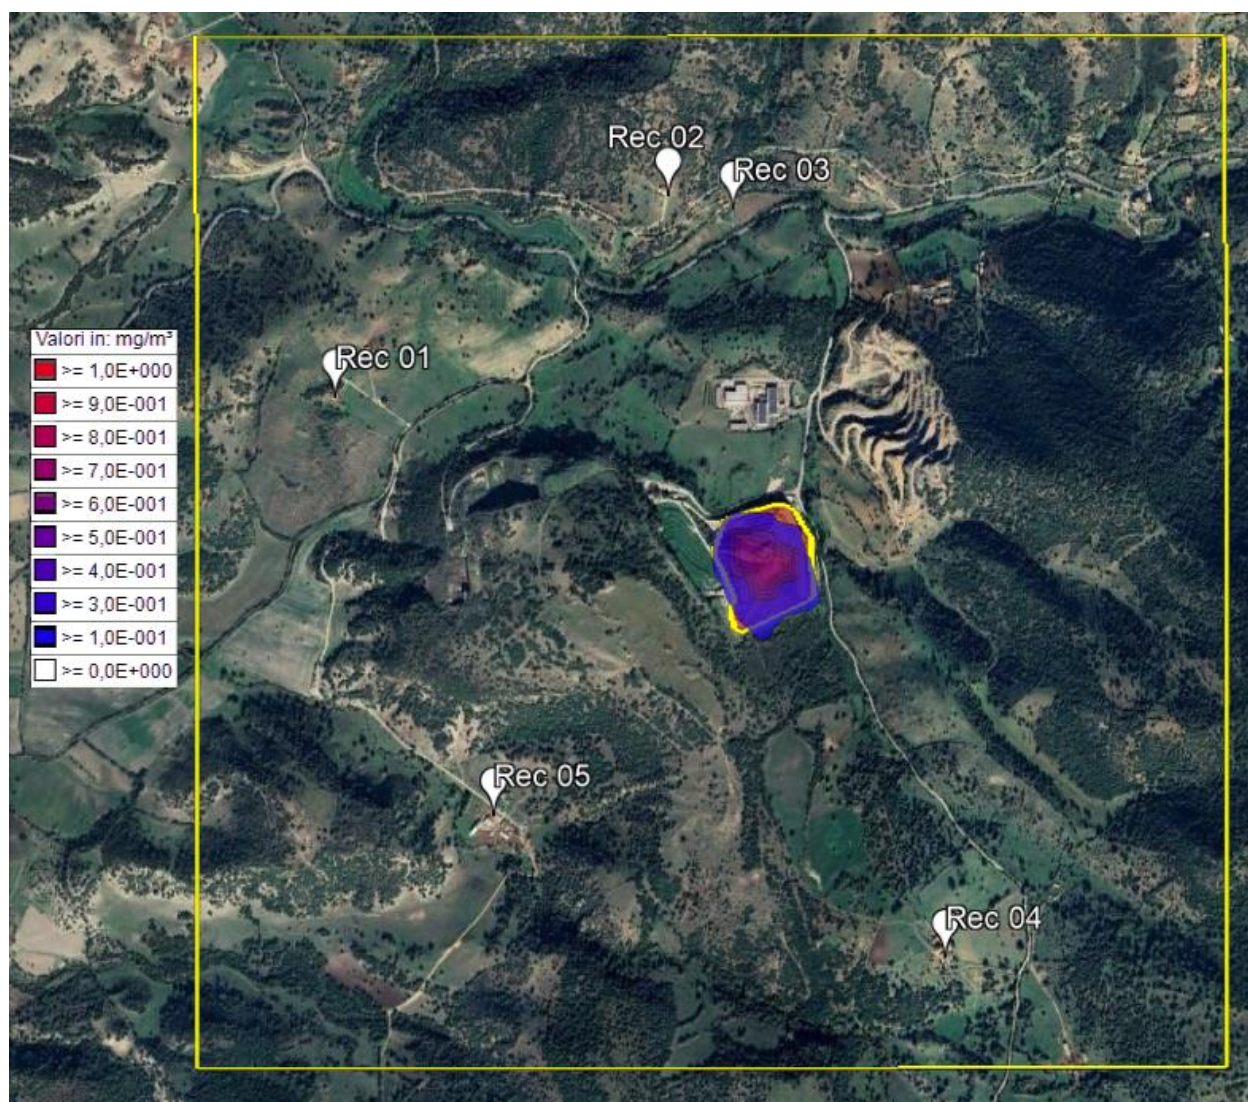 Rec 02
Rec 03
Valori in: mg/m³
>= 1,0E+000
>= 9,0E-001
>= 8,0E-001
>= 7,0E-001
>= 6,0E-001
>= 5,0E-001
>= 4,0E-001
>= 3,0E-001
>= 1,0E-001
>= 0,0E+000
Rec 01
Rec 05
Rec 04